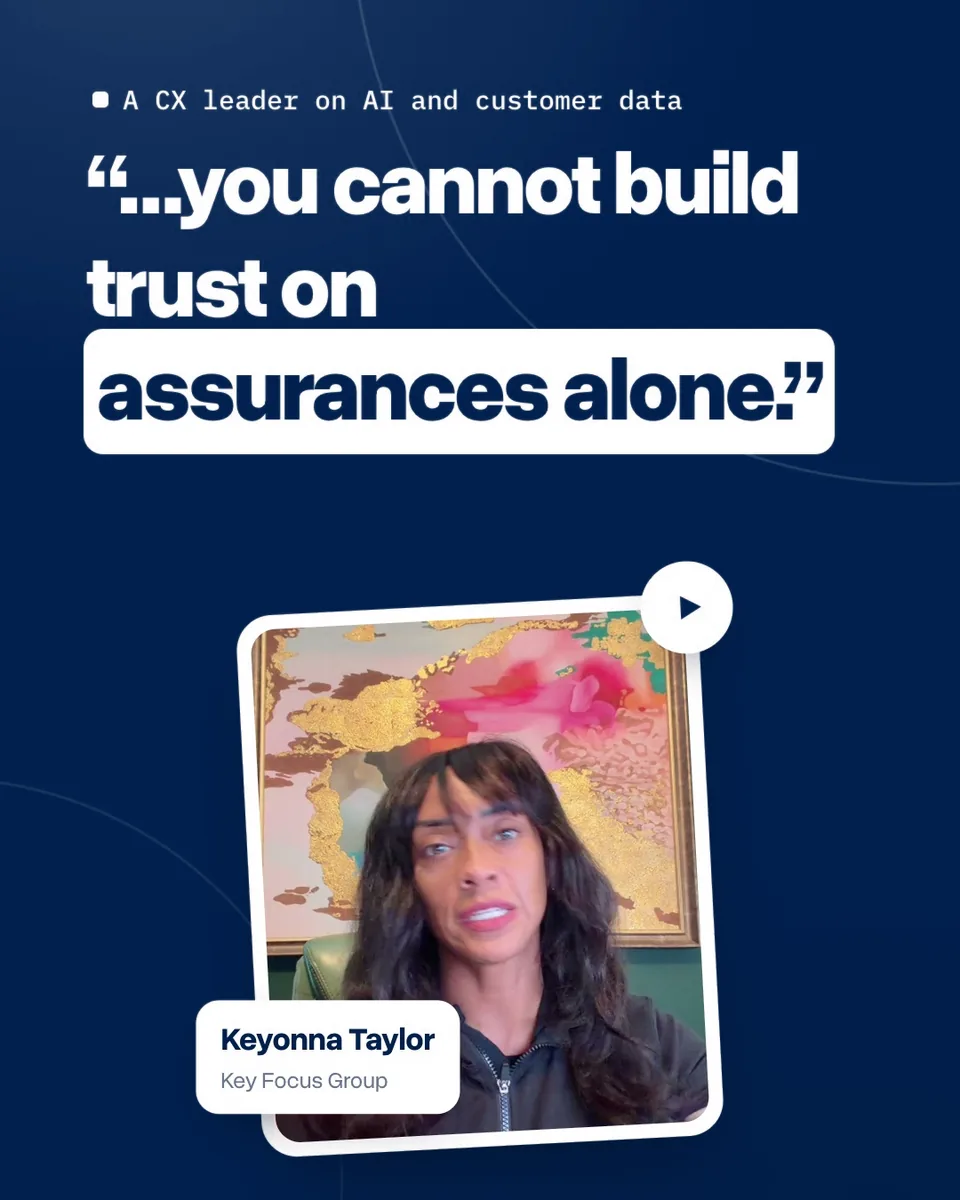 A CX leader on AI and customer data
“...you cannot build
trust on
assurances alone.”
Keyonna Taylor
Key Focus Group